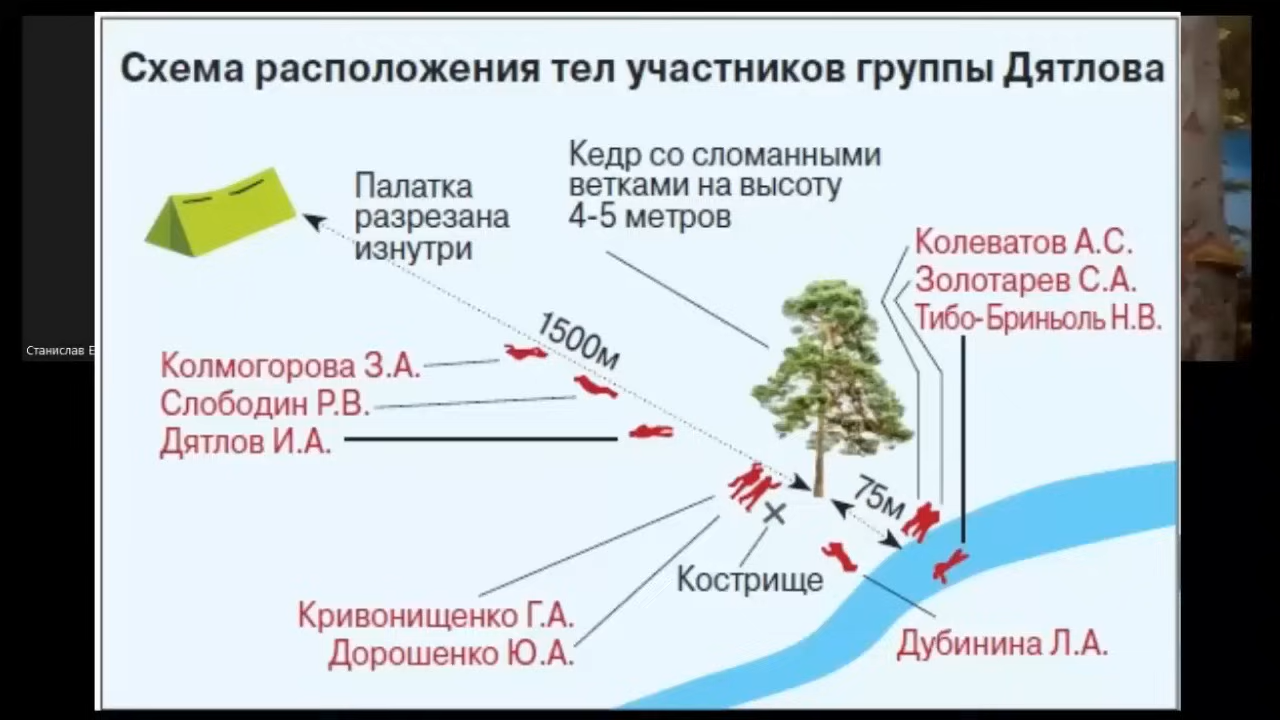 Схема расположения тел участников группы Дятлова
Кедр со сломанными
ветками на высоту
4-5 метров
Палатка
разрезана
изнутри
Колеватов А.С.
Золотарев С.А.
Тибо-Бриньоль Н.В.
1500м
Колмогорова З.А.
Слободин Р.В.
Дятлов И.А.
75м
Кострище
Кривонищенко Г.А.
Дорошенко Ю.А.
Дубинина Л.А.
Станислав Е